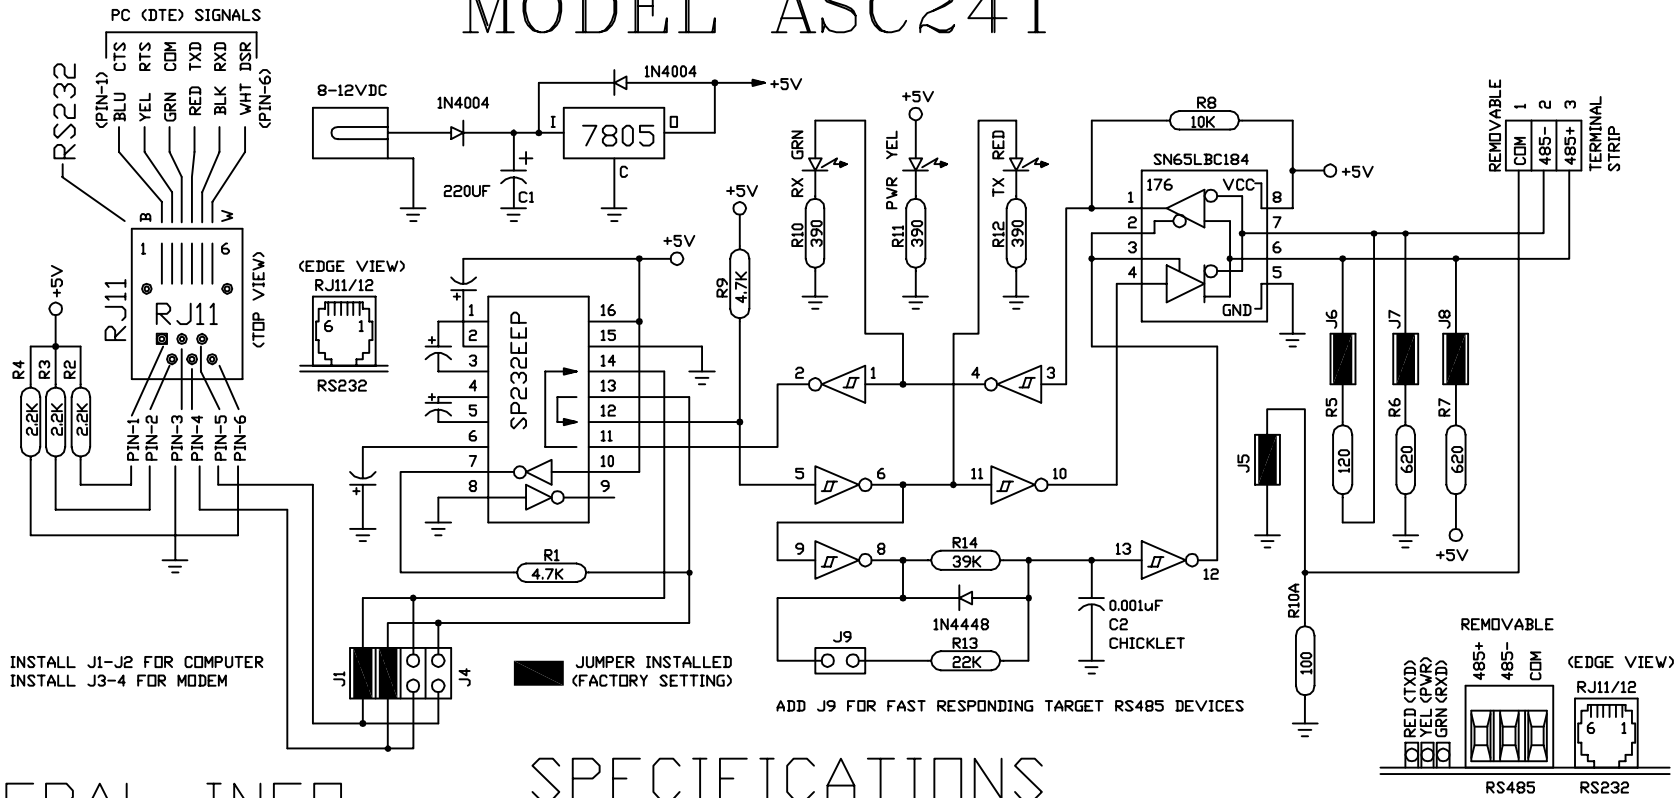 MODEL ASC241
PC (DTE) SIGNALS
(PIN-1)
BLU CTS
YEL RTS
GRN COM
RED TXD
BLK RXD
WHT DSR
(PIN-6)
RS232
B
W
1
6
RJ11
RJ11
(TOP VIEW)
+5V
R4
R3
R2
2.2K
2.2K
2.2K
PIN-1
PIN-2
PIN-3
PIN-4
PIN-5
PIN-6
8-12VDC
1N4004
220UF
+
C1
1N4004
I
7805
O
C
+5V
(EDGE VIEW)
RJ11/12
6 1
RS232
+5V
+
+
+
+
SP232EEP
1
2
3
4
5
6
7
8
16
15
14
13
12
11
10
9
+5V
R9
4.7K
R1
4.7K
INSTALL J1-J2 FOR COMPUTER
INSTALL J3-4 FOR MODEM
J1
J4
JUMPER INSTALLED
(FACTORY SETTING)
RX GRN
R10
390
+5V
PWR YEL
R11
390
TX RED
R12
390
2
1
4
3
5
6
11
10
9
8
13
12
R14
39K
1N4448
R13
22K
J9
0.001uF
C2
CHICKLET
ADD J9 FOR FAST RESPONDING TARGET RS485 DEVICES
R8
10K
SN65LBC184
176
VCC
GND
1
2
3
4
8
7
6
5
+5V
REMOVABLE
1
2
3
COM
485-
485+
TERMINAL
STRIP
J6
J7
J8
R5
R6
R7
120
620
620
+5V
J5
R10A
100
REMOVABLE
485+
485-
COM
(EDGE VIEW)
RJ11/12
RED (TXD)
YEL (PWR)
GRN (RXD)
6 1
RS485
RS232
SPECIFICATIONS